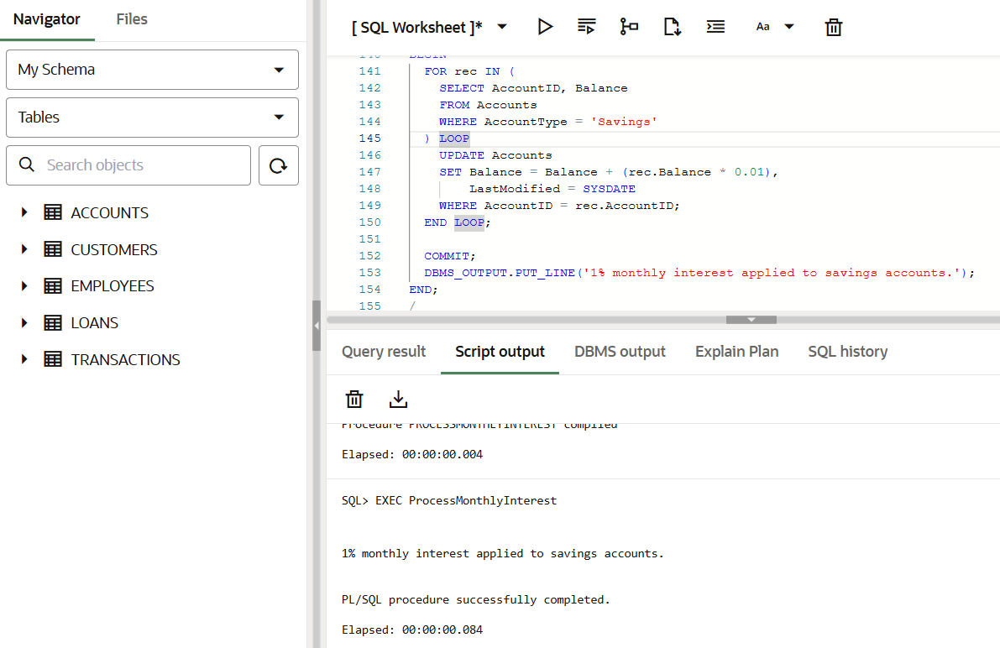 Navigator Files
My Schema
Tables
Search objects
ACCOUNTS
CUSTOMERS
EMPLOYEES
LOANS
TRANSACTIONS
[ SQL Worksheet ]* Aa
140 BEGIN
141 FOR rec IN (
142 SELECT AccountID, Balance
143 FROM Accounts
144 WHERE AccountType = 'Savings'
145 ) LOOP
146 UPDATE Accounts
147 SET Balance = Balance + (rec.Balance * 0.01),
148 LastModified = SYSDATE
149 WHERE AccountID = rec.AccountID;
150 END LOOP;
151
152 COMMIT;
153 DBMS_OUTPUT.PUT_LINE('1% monthly interest applied to savings accounts.');
154 END;
155 /
Query result Script output DBMS output Explain Plan SQL history
Procedure PROCESSMONTHLYINTEREST compiled
Elapsed: 00:00:00.004
SQL> EXEC ProcessMonthlyInterest
1% monthly interest applied to savings accounts.
PL/SQL procedure successfully completed.
Elapsed: 00:00:00.084